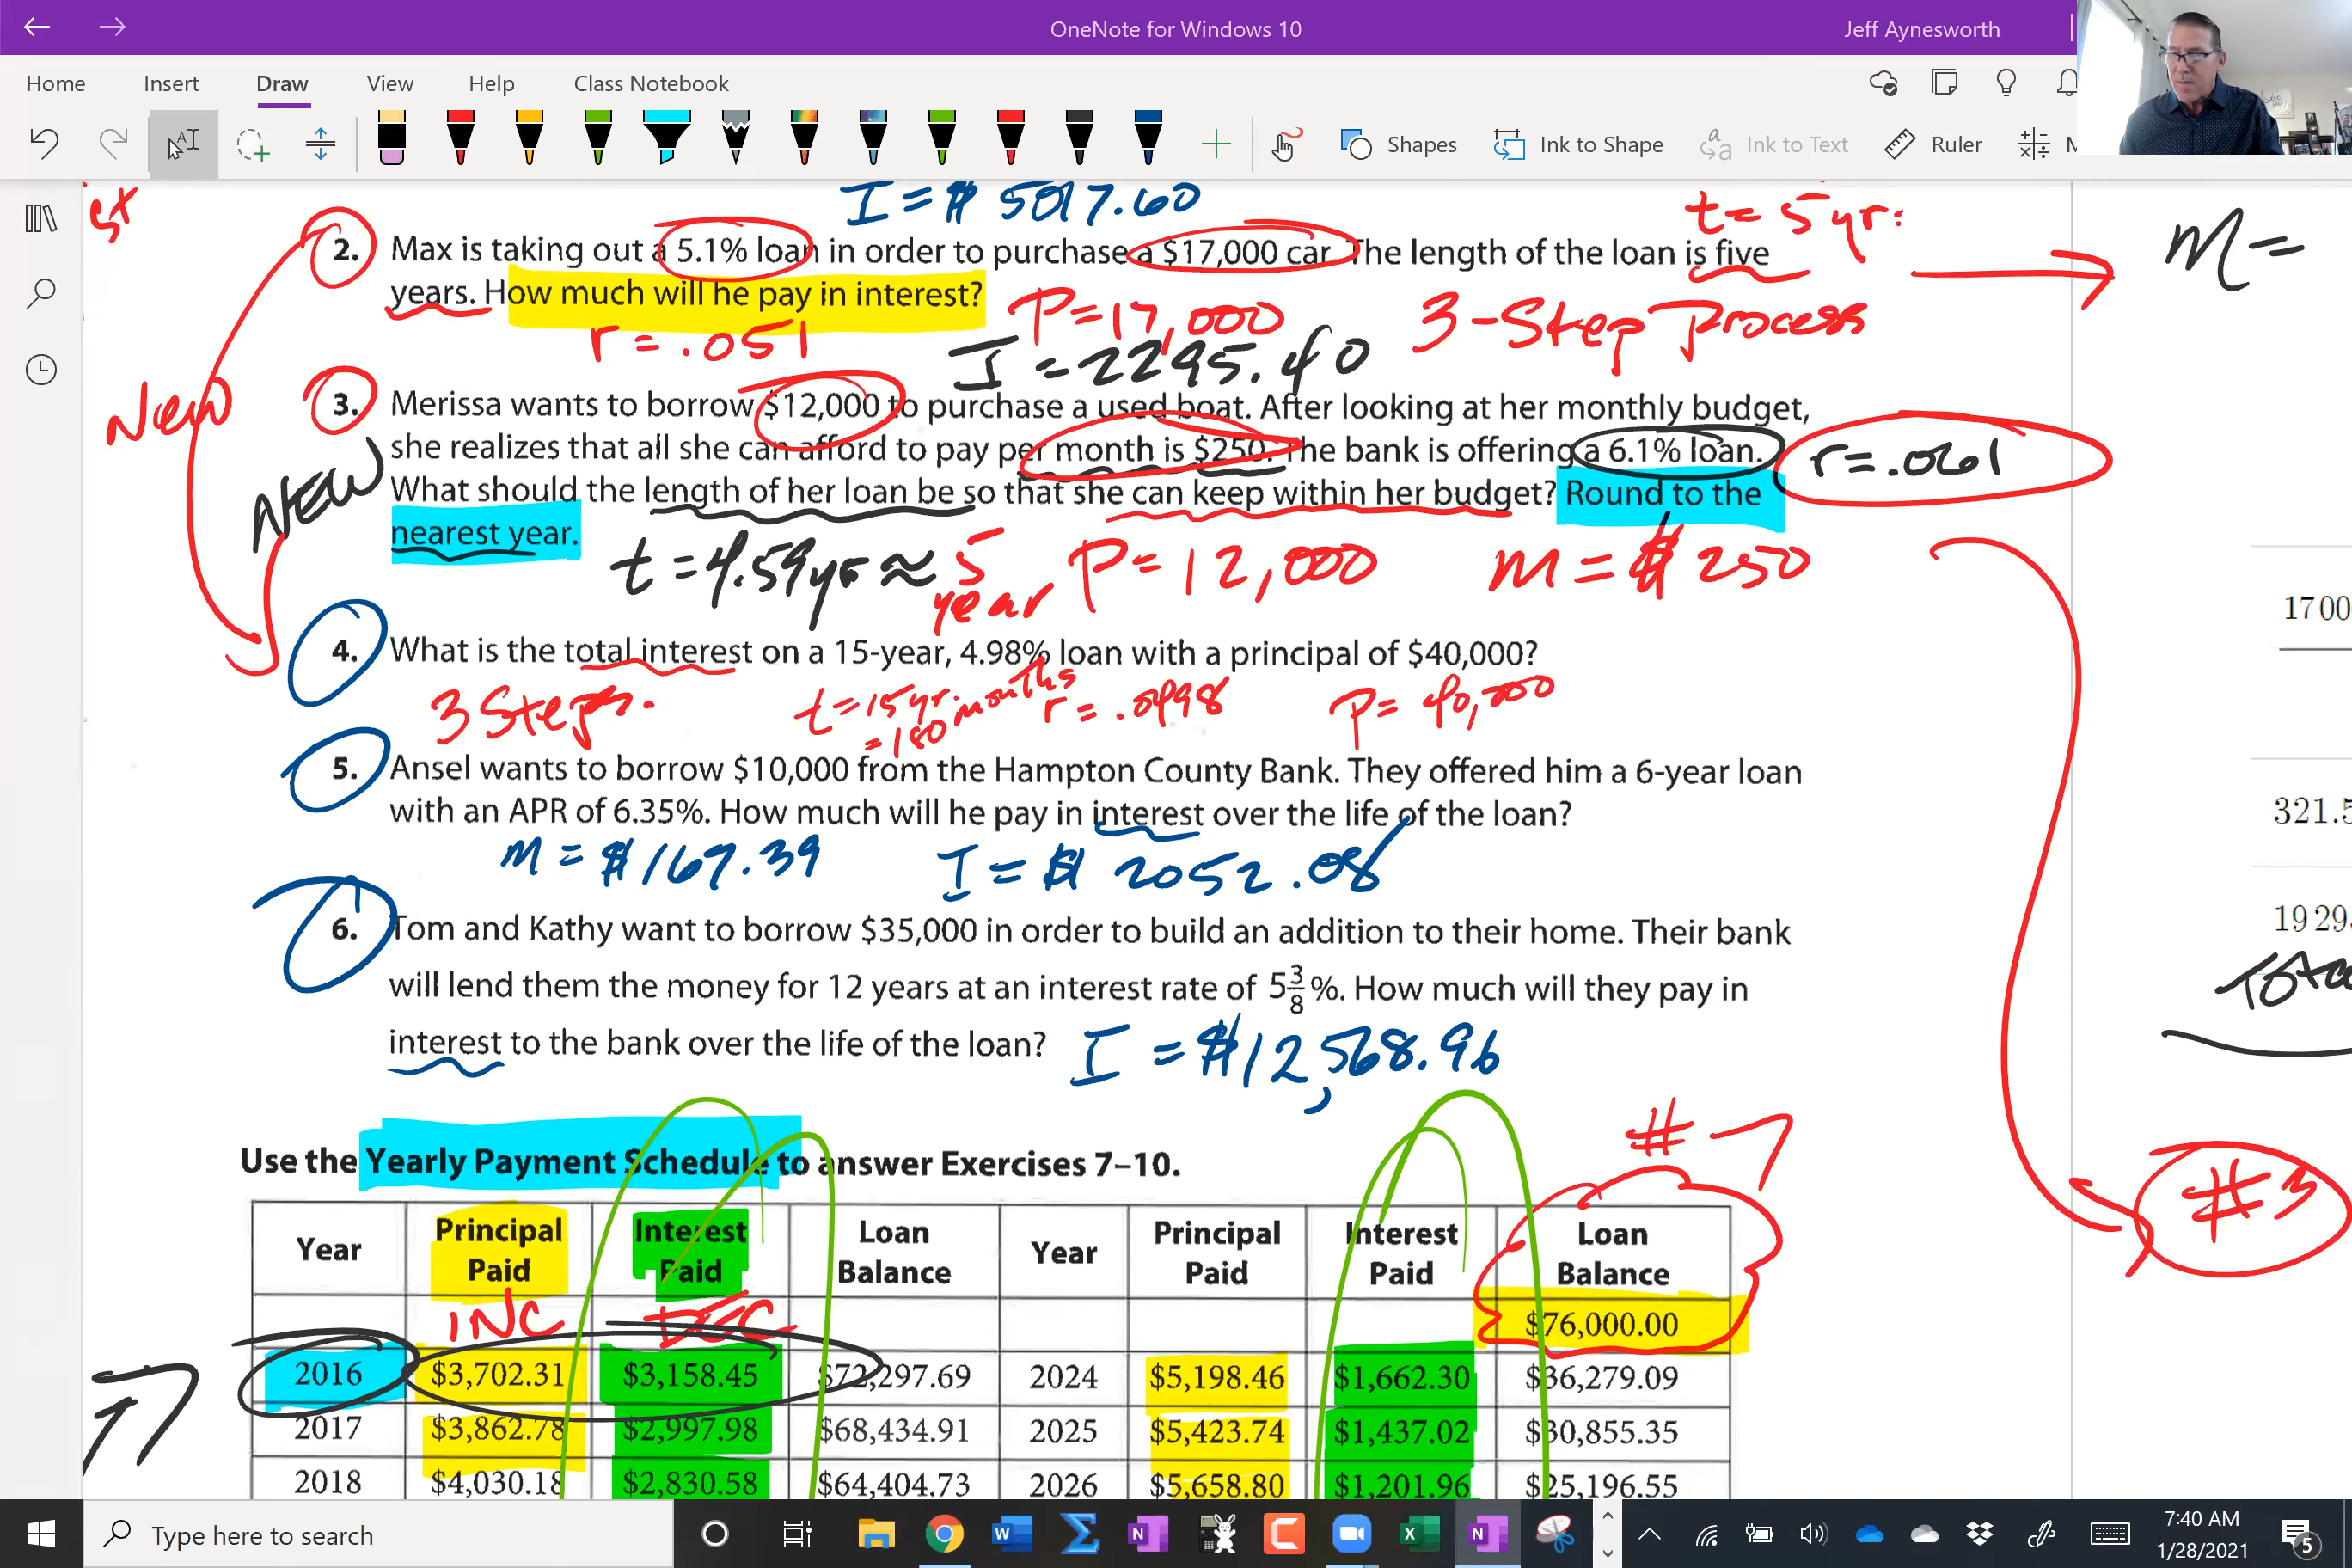 OneNote for Windows 10
Jeff Aynesworth
Home Insert Draw View Help Class Notebook
Shapes Ink to Shape Ink to Text Ruler M
I = $ 5017.60
st
t = 5 yr.
2. Max is taking out a 5.1% loan in order to purchase a $17,000 car. The length of the loan is five
years. How much will he pay in interest?
M =
r = .051
P = 17,000
3-Step Process
I = 2295.40
New
3. Merissa wants to borrow $12,000 to purchase a used boat. After looking at her monthly budget,
she realizes that all she can afford to pay per month is $250. The bank is offering a 6.1% loan.
r = .061
NEW
What should the length of her loan be so that she can keep within her budget? Round to the
nearest year.
t = 4.59 yr ≈ 5 year
P = 12,000
M = $ 250
1700
4. What is the total interest on a 15-year, 4.98% loan with a principal of $40,000?
3 Steps.
t = 15 yr.
= 180 months
r = .0498
P = 40,000
5. Ansel wants to borrow $10,000 from the Hampton County Bank. They offered him a 6-year loan
with an APR of 6.35%. How much will he pay in interest over the life of the loan?
321.5
M = $167.39
I = $ 2052.08
6. Tom and Kathy want to borrow $35,000 in order to build an addition to their home. Their bank
will lend them the money for 12 years at an interest rate of 5 3/8 %. How much will they pay in
interest to the bank over the life of the loan?
I = $12,568.96
1929
#7
#3
Use the Yearly Payment Schedule to answer Exercises 7–10.
Year Principal Paid Interest Paid Loan Balance Year Principal Paid Interest Paid Loan Balance
INC DEC $76,000.00
2016 $3,702.31 $3,158.45 $72,297.69 2024 $5,198.46 $1,662.30 $36,279.09
2017 $3,862.78 $2,997.98 $68,434.91 2025 $5,423.74 $1,437.02 $30,855.35
2018 $4,030.18 $2,830.58 $64,404.73 2026 $5,658.80 $1,201.96 $25,196.55
Type here to search
7:40 AM
1/28/2021
5